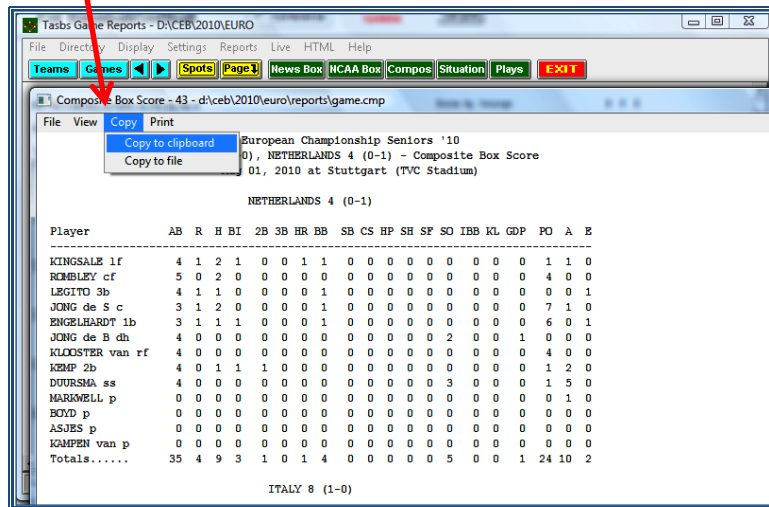 Tasbs Game Reports - D:\CEB\2010\EURO
File Directory Display Settings Reports Live HTML Help
Teams Games Spots Page News Box NCAA Box Compos Situation Plays EXIT
Composite Box Score - 43 - d:\ceb\2010\euro\reports\game.cmp
File View Copy Print
Copy to clipboard
Copy to file
European Championship Seniors '10
0), NETHERLANDS 4 (0-1) - Composite Box Score
01, 2010 at Stuttgart (TVC Stadium)
NETHERLANDS 4 (0-1)
Player AB R H BI 2B 3B HR BB SB CS HP SH SF SO IBB KL GDP PO A E
KINGSALE lf 4 1 2 1 0 0 1 1 0 0 0 0 0 0 0 0 0 1 1 0
ROMBLEY cf 5 0 2 0 0 0 0 0 0 0 0 0 0 0 0 0 0 4 0 0
LEGITO 3b 4 1 1 0 0 0 0 1 0 0 0 0 0 0 0 0 0 0 0 1
JONG de S c 3 1 2 0 0 0 0 1 0 0 0 0 0 0 0 0 0 7 1 0
ENGELHARDT 1b 3 1 1 1 0 0 0 1 0 0 0 0 0 0 0 0 0 6 0 1
JONG de B dh 4 0 0 0 0 0 0 0 0 0 0 0 0 2 0 0 1 0 0 0
KLOOSTER van rf 4 0 0 0 0 0 0 0 0 0 0 0 0 0 0 0 0 4 0 0
KEMP 2b 4 0 1 1 1 0 0 0 0 0 0 0 0 0 0 0 0 1 2 0
DUURSMA ss 4 0 0 0 0 0 0 0 0 0 0 0 0 3 0 0 0 1 5 0
MARKWELL p 0 0 0 0 0 0 0 0 0 0 0 0 0 0 0 0 0 0 1 0
BOYD p 0 0 0 0 0 0 0 0 0 0 0 0 0 0 0 0 0 0 0 0
ASJES p 0 0 0 0 0 0 0 0 0 0 0 0 0 0 0 0 0 0 0 0
KAMPEN van p 0 0 0 0 0 0 0 0 0 0 0 0 0 0 0 0 0 0 0 0
Totals...... 35 4 9 3 1 0 1 4 0 0 0 0 0 5 0 0 1 24 10 2
ITALY 8 (1-0)